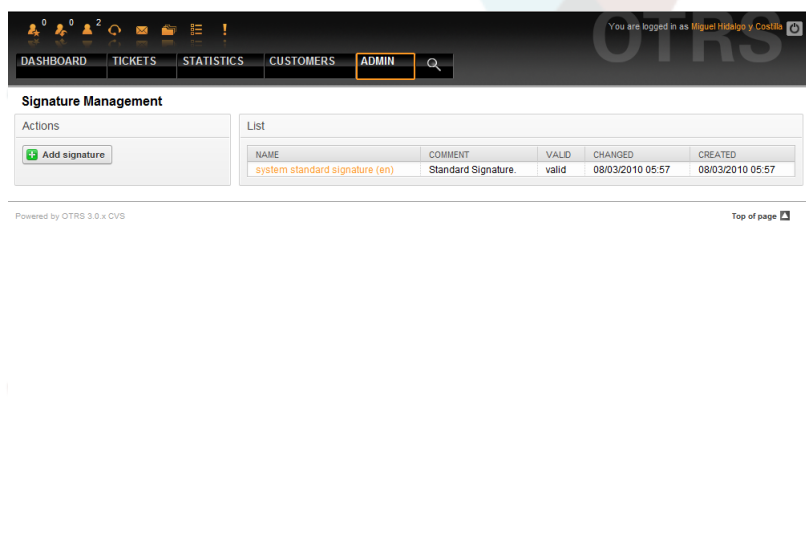 0 0 2
You are logged in as Miguel Hidalgo y Costilla
OTRS
DASHBOARD TICKETS STATISTICS CUSTOMERS ADMIN
Signature Management
Actions
Add signature
List
NAME COMMENT VALID CHANGED CREATED
system standard signature (en) Standard Signature. valid 08/03/2010 05:57 08/03/2010 05:57
Powered by OTRS 3.0.x CVS
Top of page